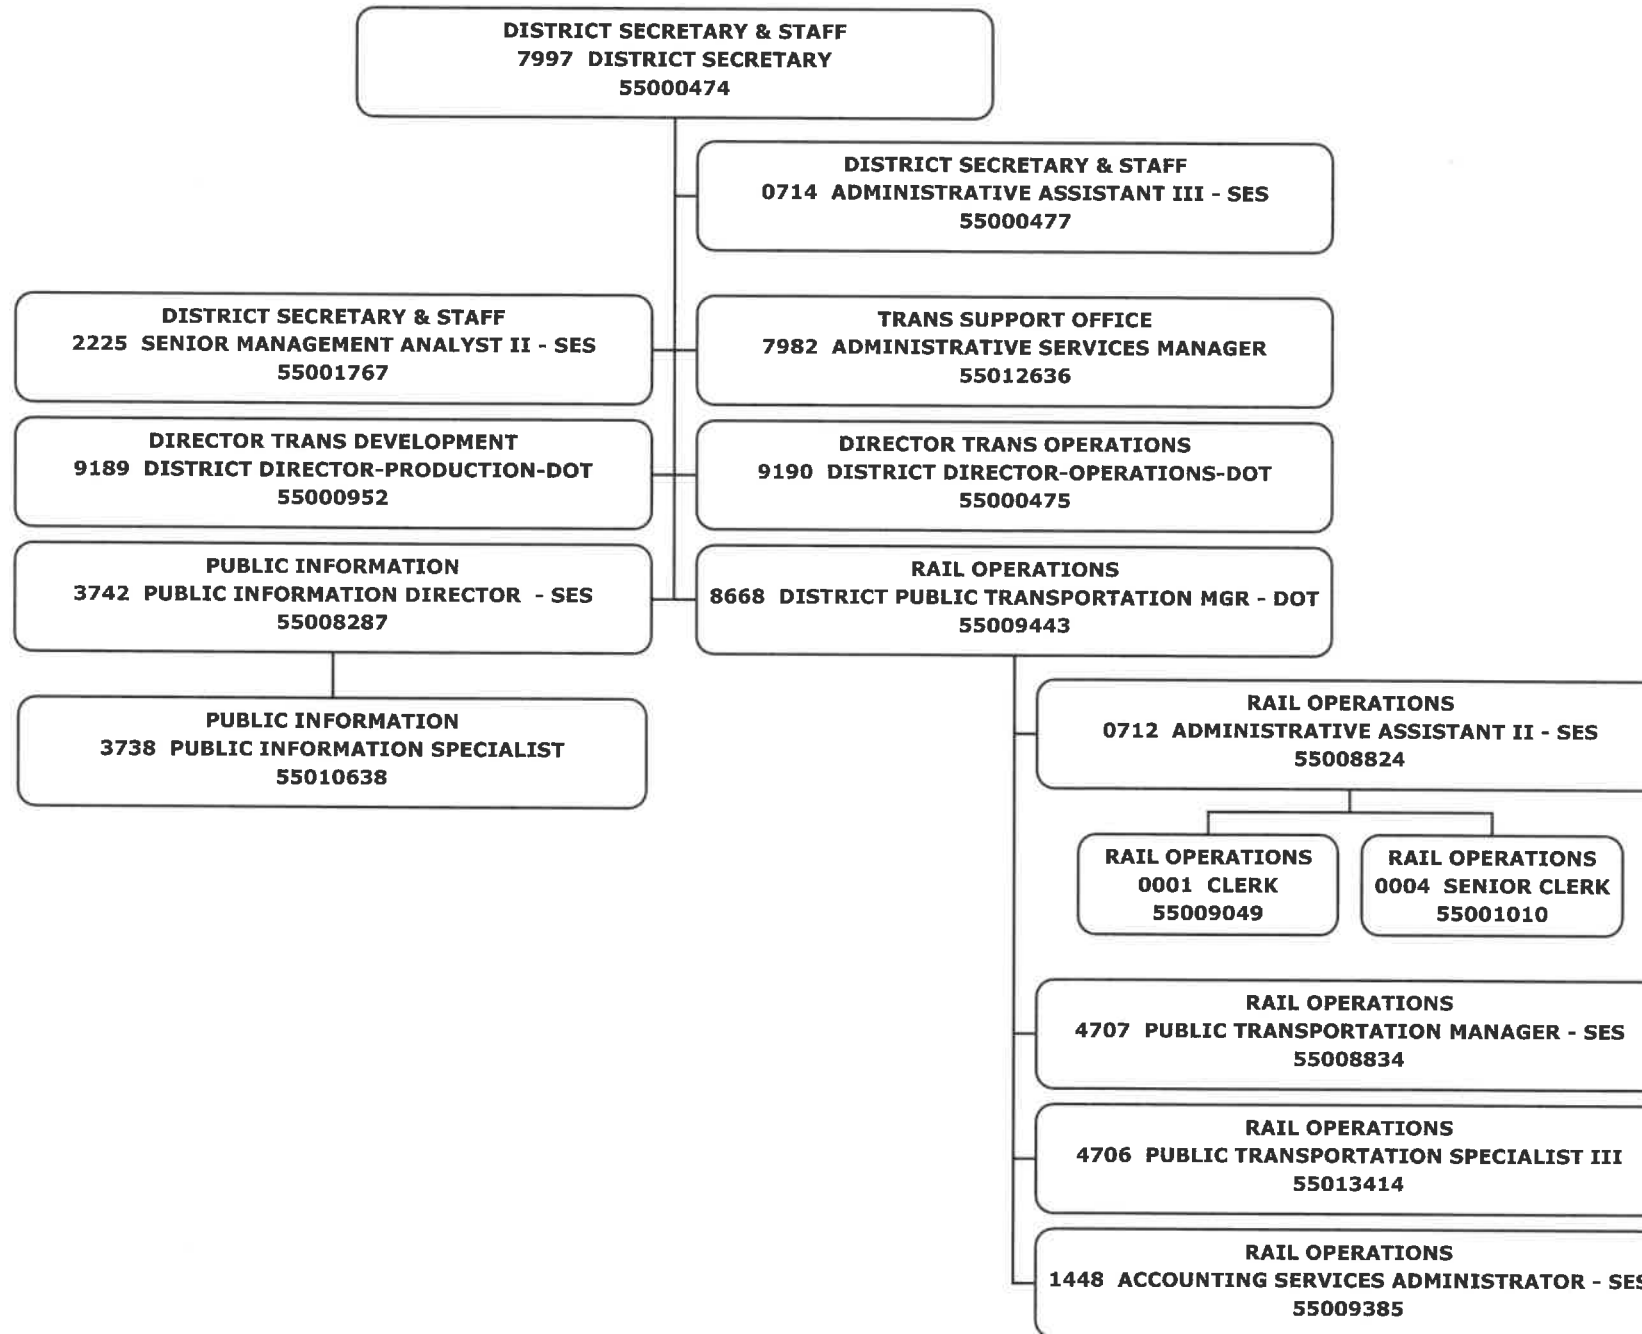 DISTRICT SECRETARY & STAFF
7997 DISTRICT SECRETARY
55000474
DISTRICT SECRETARY & STAFF
0714 ADMINISTRATIVE ASSISTANT III - SES
55000477
DISTRICT SECRETARY & STAFF
2225 SENIOR MANAGEMENT ANALYST II - SES
55001767
TRANS SUPPORT OFFICE
7982 ADMINISTRATIVE SERVICES MANAGER
55012636
DIRECTOR TRANS DEVELOPMENT
9189 DISTRICT DIRECTOR-PRODUCTION-DOT
55000952
DIRECTOR TRANS OPERATIONS
9190 DISTRICT DIRECTOR-OPERATIONS-DOT
55000475
PUBLIC INFORMATION
3742 PUBLIC INFORMATION DIRECTOR - SES
55008287
RAIL OPERATIONS
8668 DISTRICT PUBLIC TRANSPORTATION MGR - DOT
55009443
PUBLIC INFORMATION
3738 PUBLIC INFORMATION SPECIALIST
55010638
RAIL OPERATIONS
0712 ADMINISTRATIVE ASSISTANT II - SES
55008824
RAIL OPERATIONS
0001 CLERK
55009049
RAIL OPERATIONS
0004 SENIOR CLERK
55001010
RAIL OPERATIONS
4707 PUBLIC TRANSPORTATION MANAGER - SES
55008834
RAIL OPERATIONS
4706 PUBLIC TRANSPORTATION SPECIALIST III
55013414
RAIL OPERATIONS
1448 ACCOUNTING SERVICES ADMINISTRATOR - SES
55009385